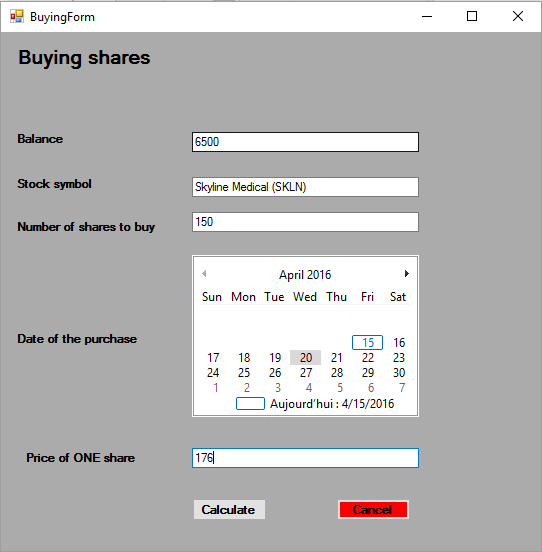 BuyingForm
Buying shares
Balance
6500
Stock symbol
Skyline Medical (SKLN)
Number of shares to buy
150
Date of the purchase
April 2016
Sun Mon Tue Wed Thu Fri Sat
15 16
17 18 19 20 21 22 23
24 25 26 27 28 29 30
1 2 3 4 5 6 7
Aujourd'hui : 4/15/2016
Price of ONE share
176
Calculate
Cancel